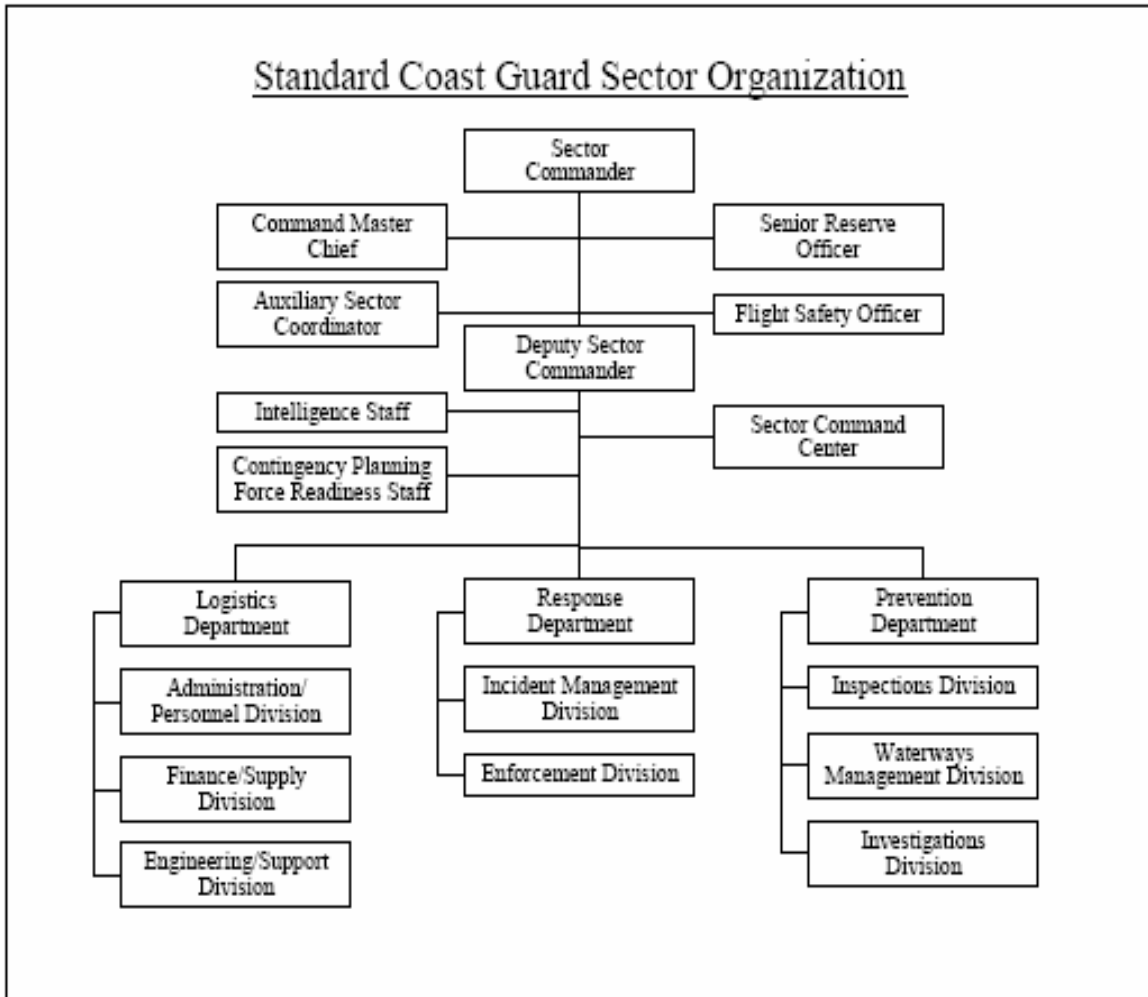 Standard Coast Guard Sector Organization
Sector
Commander
Command Master
Chief
Senior Reserve
Officer
Auxiliary Sector
Coordinator
Flight Safety Officer
Deputy Sector
Commander
Intelligence Staff
Sector Command
Center
Contingency Planning
Force Readiness Staff
Logistics
Department
Administration/
Personnel Division
Finance/Supply
Division
Engineering/Support
Division
Response
Department
Incident Management
Division
Enforcement Division
Prevention
Department
Inspections Division
Waterways
Management Division
Investigations
Division